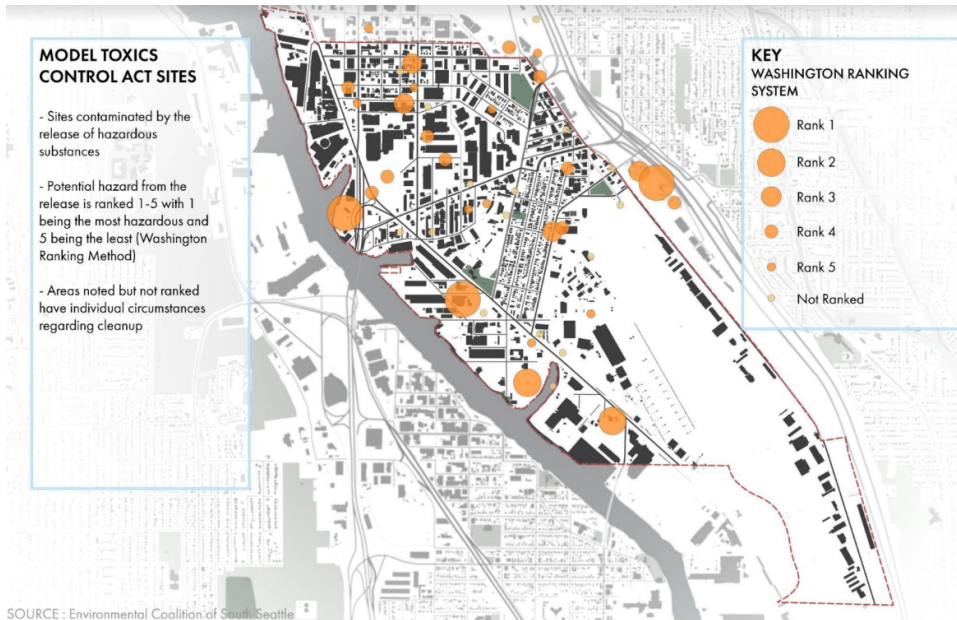 MODEL TOXICS
CONTROL ACT SITES
- Sites contaminated by the
release of hazardous
substances
- Potential hazard from the
release is ranked 1-5 with 1
being the most hazardous and
5 being the least (Washington
Ranking Method)
- Areas noted but not ranked
have individual circumstances
regarding cleanup
KEY
WASHINGTON RANKING
SYSTEM
Rank 1
Rank 2
Rank 3
Rank 4
Rank 5
Not Ranked
SOURCE : Environmental Coalition of South Seattle